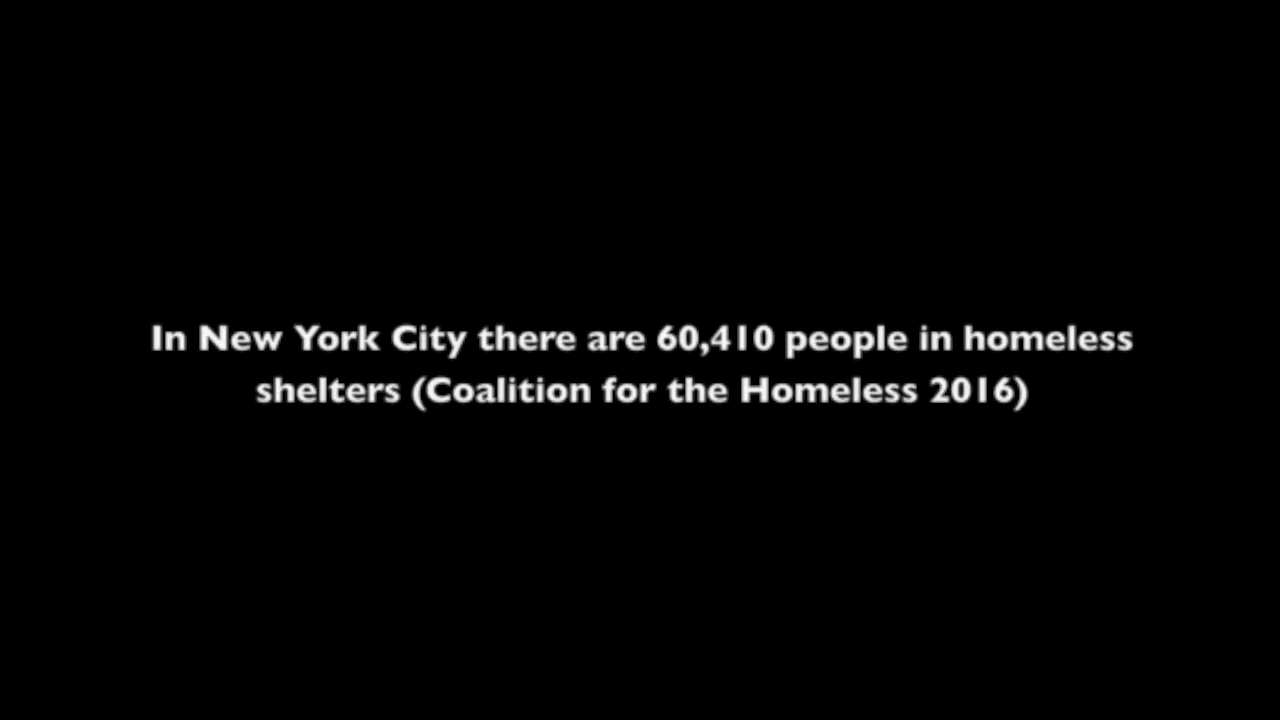 In New York City there are 60,410 people in homeless
shelters (Coalition for the Homeless 2016)